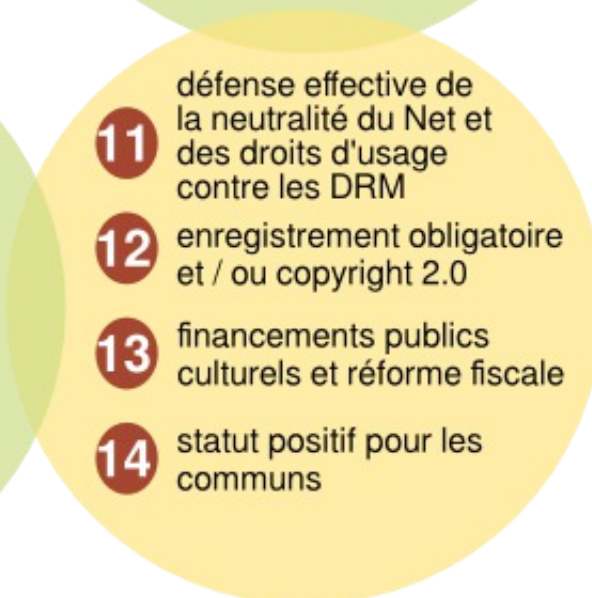 11 défense effective de
la neutralité du Net et
des droits d'usage
contre les DRM
12 enregistrement obligatoire
et / ou copyright 2.0
13 financements publics
culturels et réforme fiscale
14 statut positif pour les
communs